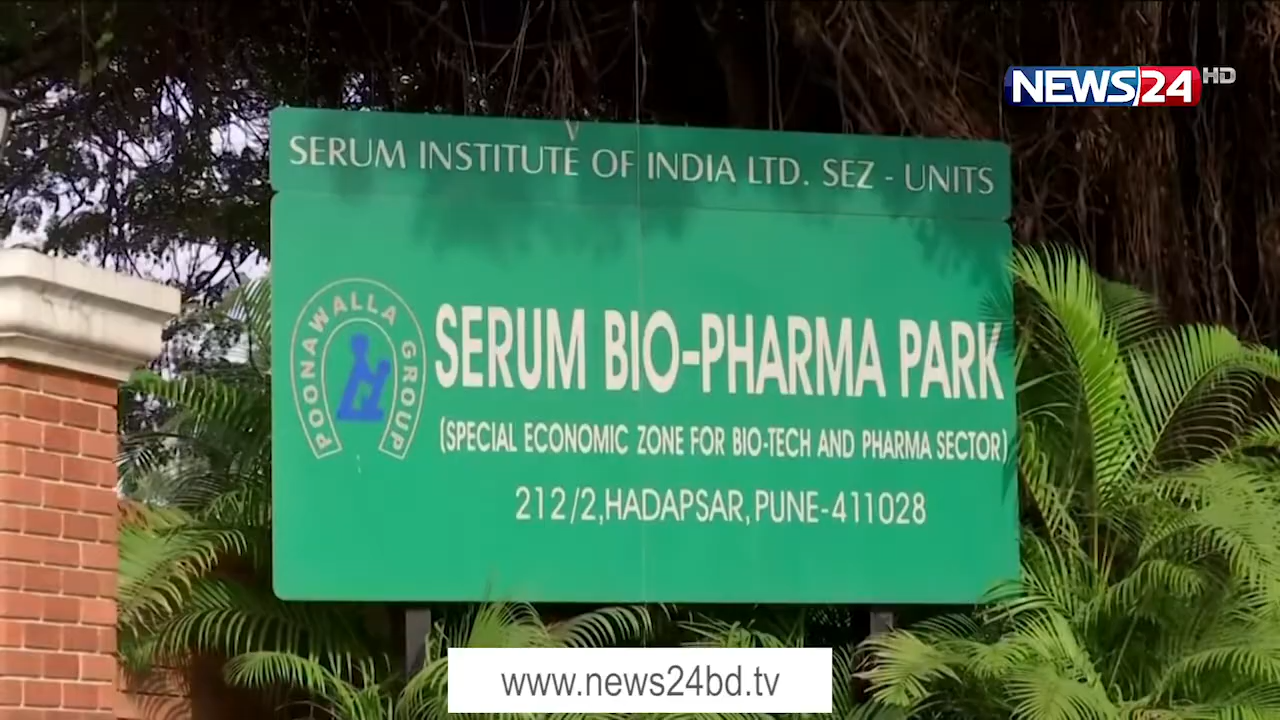 NEWS24 HD
SERUM INSTITUTE OF INDIA LTD. SEZ - UNITS
POONAWALLA GROUP
SERUM BIO-PHARMA PARK
(SPECIAL ECONOMIC ZONE FOR BIO-TECH AND PHARMA SECTOR)
212/2,HADAPSAR, PUNE-411028
www.news24bd.tv